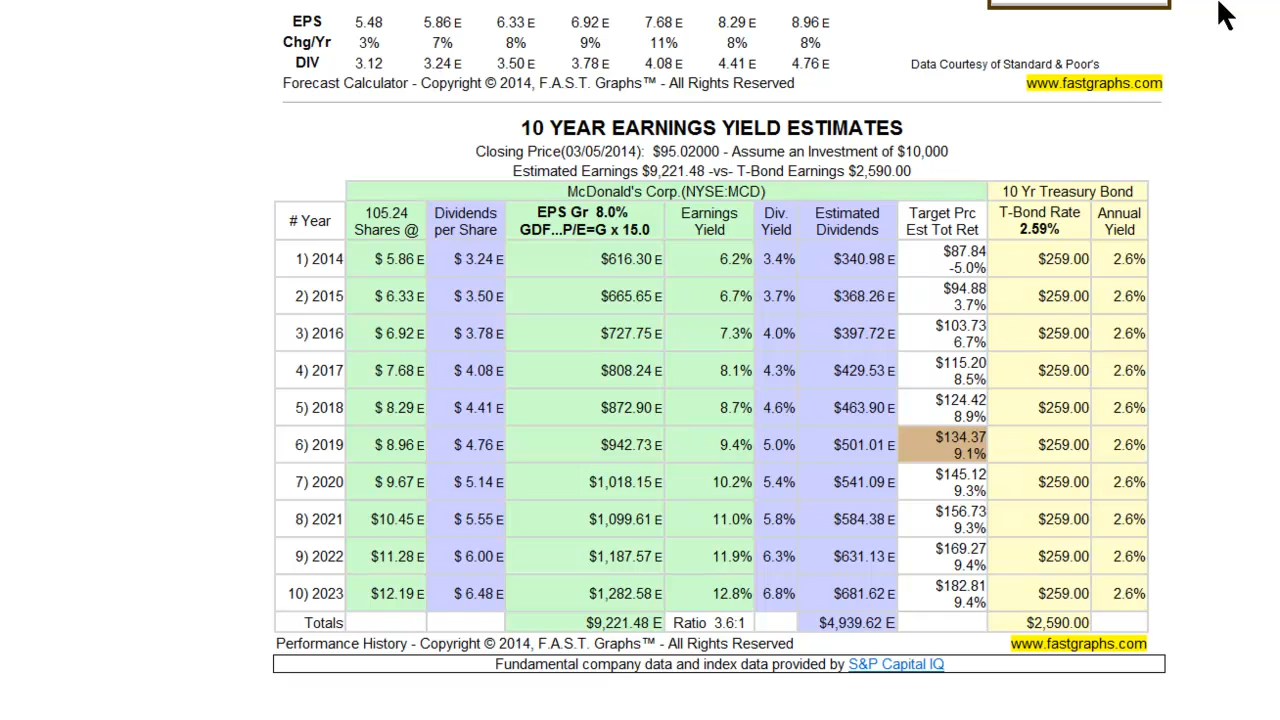 EPS 5.48 5.86 E 6.33 E 6.92 E 7.68 E 8.29 E 8.96 E
Chg/Yr 3% 7% 8% 9% 11% 8% 8%
DIV 3.12 3.24 E 3.50 E 3.78 E 4.08 E 4.41 E 4.76 E Data Courtesy of Standard & Poor's
Forecast Calculator - Copyright © 2014, F.A.S.T. Graphs™ - All Rights Reserved www.fastgraphs.com
10 YEAR EARNINGS YIELD ESTIMATES
Closing Price(03/05/2014): $95.02000 - Assume an Investment of $10,000
Estimated Earnings $9,221.48 -vs- T-Bond Earnings $2,590.00
McDonald's Corp.(NYSE:MCD) 10 Yr Treasury Bond
# Year 105.24 Shares @ Dividends per Share EPS Gr 8.0% GDF...P/E=G x 15.0 Earnings Yield Div. Yield Estimated Dividends Target Prc Est Tot Ret T-Bond Rate 2.59% Annual Yield
1) 2014 $ 5.86 E $ 3.24 E $616.30 E 6.2% 3.4% $340.98 E $87.84 -5.0% $259.00 2.6%
2) 2015 $ 6.33 E $ 3.50 E $665.65 E 6.7% 3.7% $368.26 E $94.88 3.7% $259.00 2.6%
3) 2016 $ 6.92 E $ 3.78 E $727.75 E 7.3% 4.0% $397.72 E $103.73 6.7% $259.00 2.6%
4) 2017 $ 7.68 E $ 4.08 E $808.24 E 8.1% 4.3% $429.53 E $115.20 8.5% $259.00 2.6%
5) 2018 $ 8.29 E $ 4.41 E $872.90 E 8.7% 4.6% $463.90 E $124.42 8.9% $259.00 2.6%
6) 2019 $ 8.96 E $ 4.76 E $942.73 E 9.4% 5.0% $501.01 E $134.37 9.1% $259.00 2.6%
7) 2020 $ 9.67 E $ 5.14 E $1,018.15 E 10.2% 5.4% $541.09 E $145.12 9.3% $259.00 2.6%
8) 2021 $10.45 E $ 5.55 E $1,099.61 E 11.0% 5.8% $584.38 E $156.73 9.3% $259.00 2.6%
9) 2022 $11.28 E $ 6.00 E $1,187.57 E 11.9% 6.3% $631.13 E $169.27 9.4% $259.00 2.6%
10) 2023 $12.19 E $ 6.48 E $1,282.58 E 12.8% 6.8% $681.62 E $182.81 9.4% $259.00 2.6%
Totals $9,221.48 E Ratio 3.6:1 $4,939.62 E $2,590.00
Performance History - Copyright © 2014, F.A.S.T. Graphs™ - All Rights Reserved www.fastgraphs.com
Fundamental company data and index data provided by S&P Capital IQ